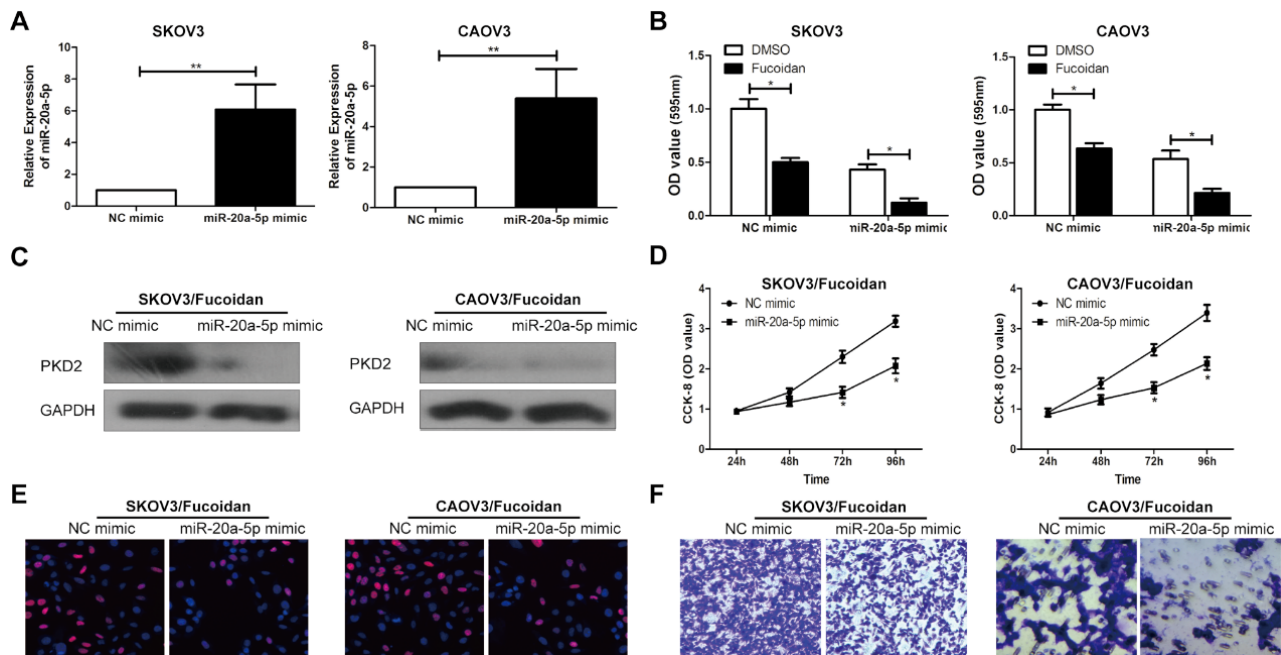 A
SKOV3
Relative Expression
of miR-20a-5p
10
8
6
4
2
0
**
NC mimic
miR-20a-5p mimic
CAOV3
Relative Expression
of miR-20a-5p
8
6
4
2
0
**
NC mimic
miR-20a-5p mimic
B
SKOV3
DMSO
Fucoidan
OD value (595nm)
1.5
1.0
0.5
0.0
*
*
NC mimic
miR-20a-5p mimic
CAOV3
DMSO
Fucoidan
OD value (595nm)
1.5
1.0
0.5
0.0
*
*
NC mimic
miR-20a-5p mimic
C
SKOV3/Fucoidan
NC mimic miR-20a-5p mimic
PKD2
GAPDH
CAOV3/Fucoidan
NC mimic miR-20a-5p mimic
PKD2
GAPDH
D
SKOV3/Fucoidan
NC mimic
miR-20a-5p mimic
CCK-8 (OD value)
4
3
2
1
0
*
*
24h 48h 72h 96h
Time
CAOV3/Fucoidan
NC mimic
miR-20a-5p mimic
CCK-8 (OD value)
4
3
2
1
0
*
*
24h 48h 72h 96h
Time
E
SKOV3/Fucoidan
NC mimic miR-20a-5p mimic
CAOV3/Fucoidan
NC mimic miR-20a-5p mimic
F
SKOV3/Fucoidan
NC mimic miR-20a-5p mimic
CAOV3/Fucoidan
NC mimic miR-20a-5p mimic